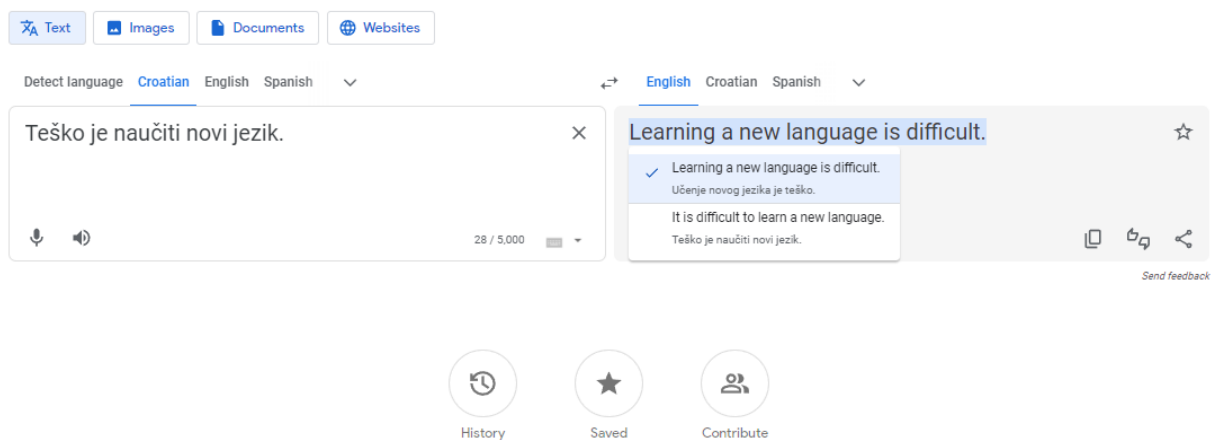 Text Images Documents Websites
Detect language Croatian English Spanish English Croatian Spanish
Teško je naučiti novi jezik.
28 / 5,000
Learning a new language is difficult.
Learning a new language is difficult.
Učenje novog jezika je teško.
It is difficult to learn a new language.
Teško je naučiti novi jezik.
Send feedback
History Saved Contribute